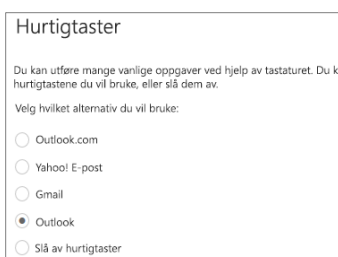 Hurtigtaster
Du kan utføre mange vanlige oppgaver ved hjelp av tastaturet. Du
hurtigtastene du vil bruke, eller slå dem av.
Velg hvilket alternativ du vil bruke:
Outlook.com
Yahoo! E-post
Gmail
Outlook
Slå av hurtigtaster